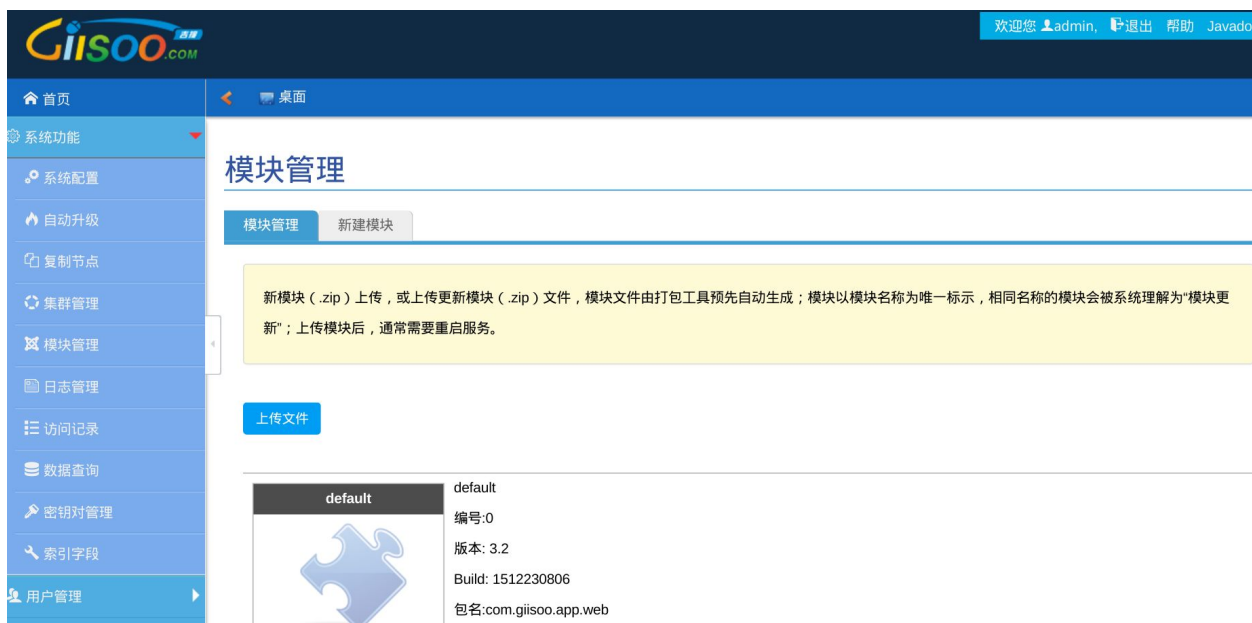 GIISOO.COM 吉搜
欢迎您 admin, 退出 帮助 Javado
首页
桌面
系统功能
系统配置
自动升级
复制节点
集群管理
模块管理
日志管理
访问记录
数据查询
密钥对管理
索引字段
用户管理
模块管理
模块管理 新建模块
新模块（.zip）上传，或上传更新模块（.zip）文件，模块文件由打包工具预先自动生成；模块以模块名称为唯一标示，相同名称的模块会被系统理解为“模块更
新”；上传模块后，通常需要重启服务。
上传文件
default
default
编号:0
版本: 3.2
Build: 1512230806
包名:com.giisoo.app.web